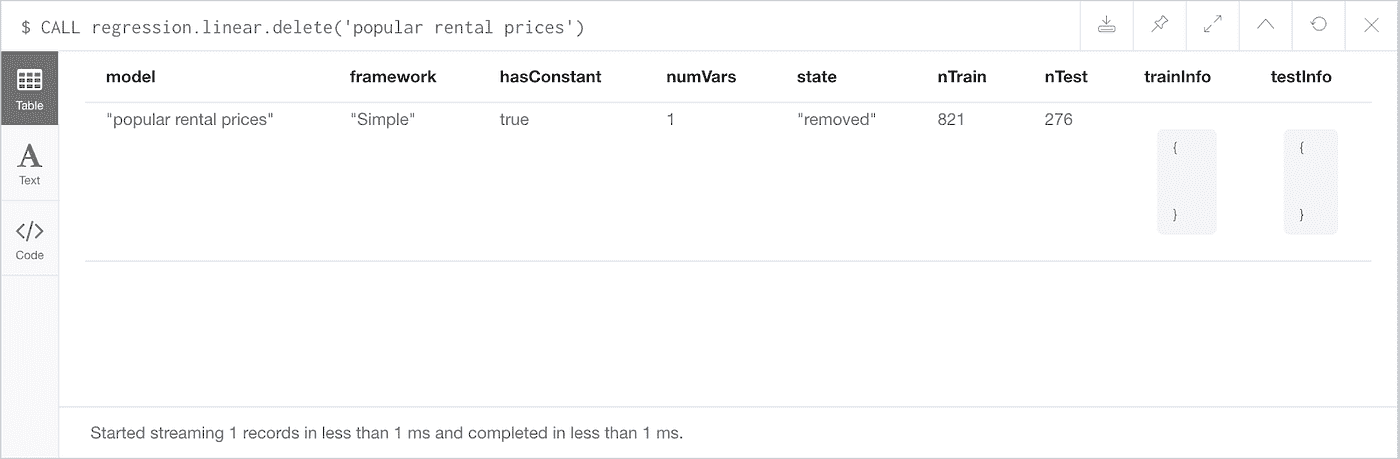 $ CALL regression.linear.delete('popular rental prices')
Table
Text
Code
model framework hasConstant numVars state nTrain nTest trainInfo testInfo
"popular rental prices" "Simple" true 1 "removed" 821 276
{ {
} }
Started streaming 1 records in less than 1 ms and completed in less than 1 ms.